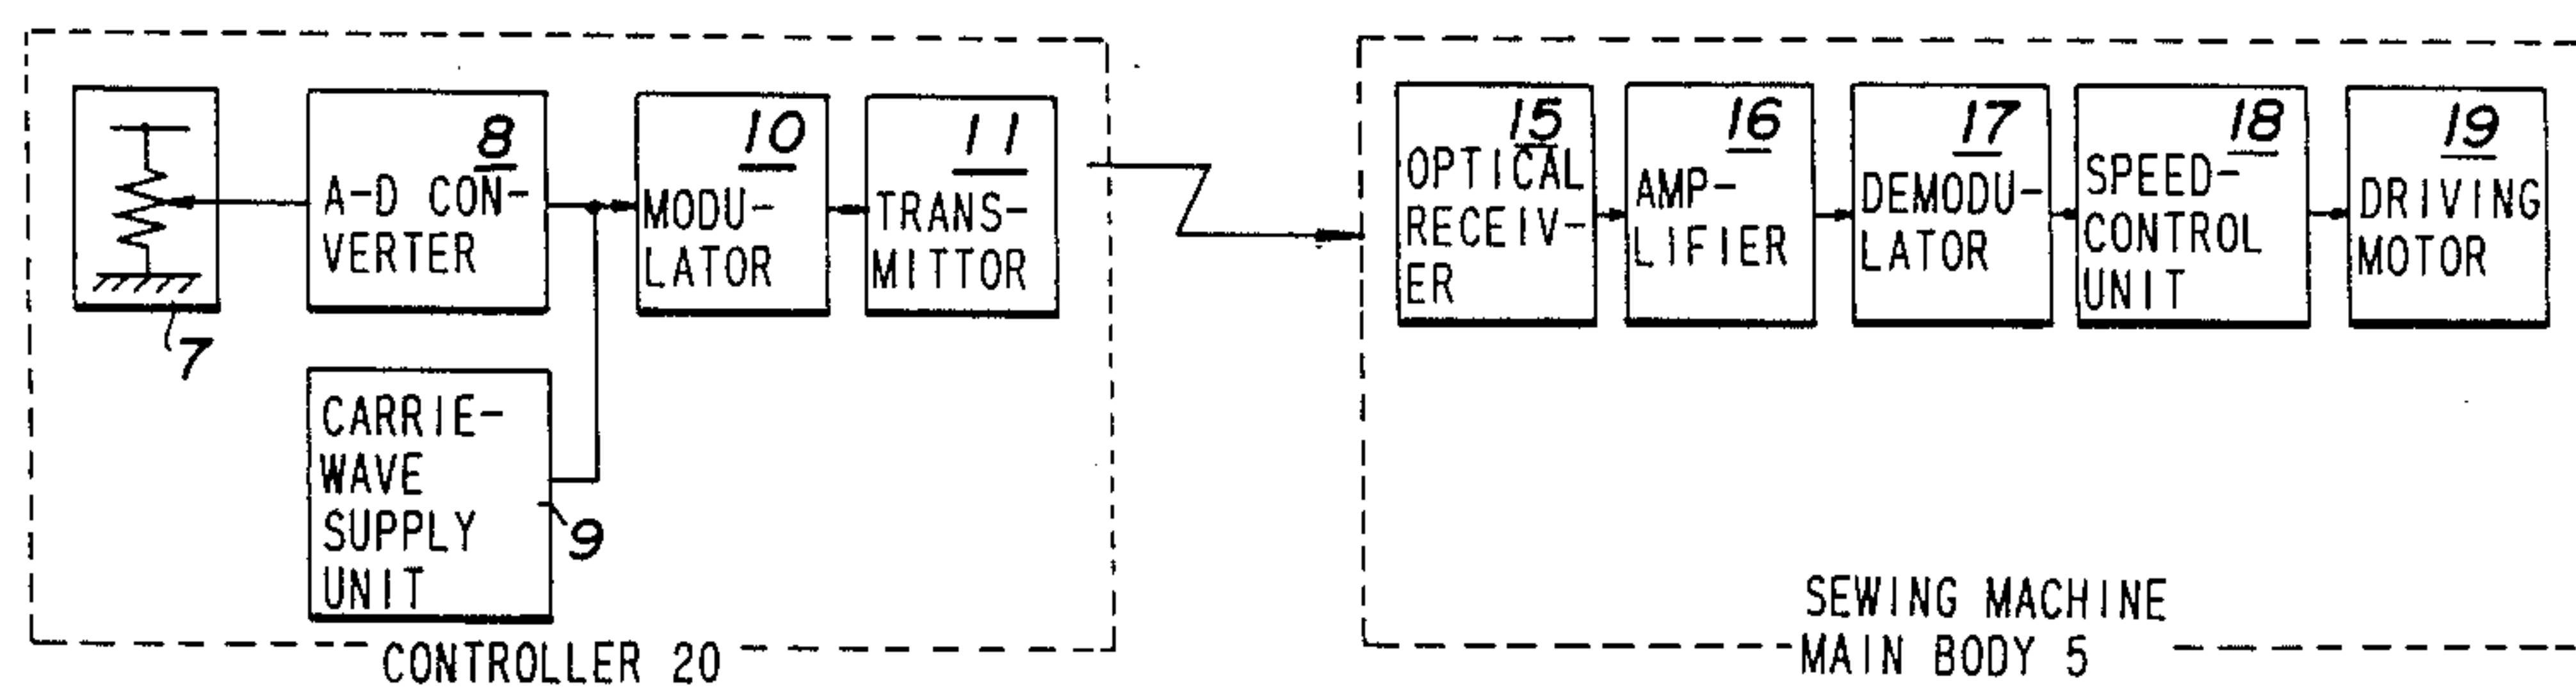 7
8
A-D CON-
VERTER
CARRIE-
WAVE
SUPPLY
UNIT
9
10
MODU-
LATOR
11
TRANS-
MITTOR
CONTROLLER 20
15
OPTICAL
RECEIV-
ER
16
AMP-
LIFIER
17
DEMODU-
LATOR
18
SPEED-
CONTROL
UNIT
19
DRIVING
MOTOR
SEWING MACHINE
MAIN BODY 5